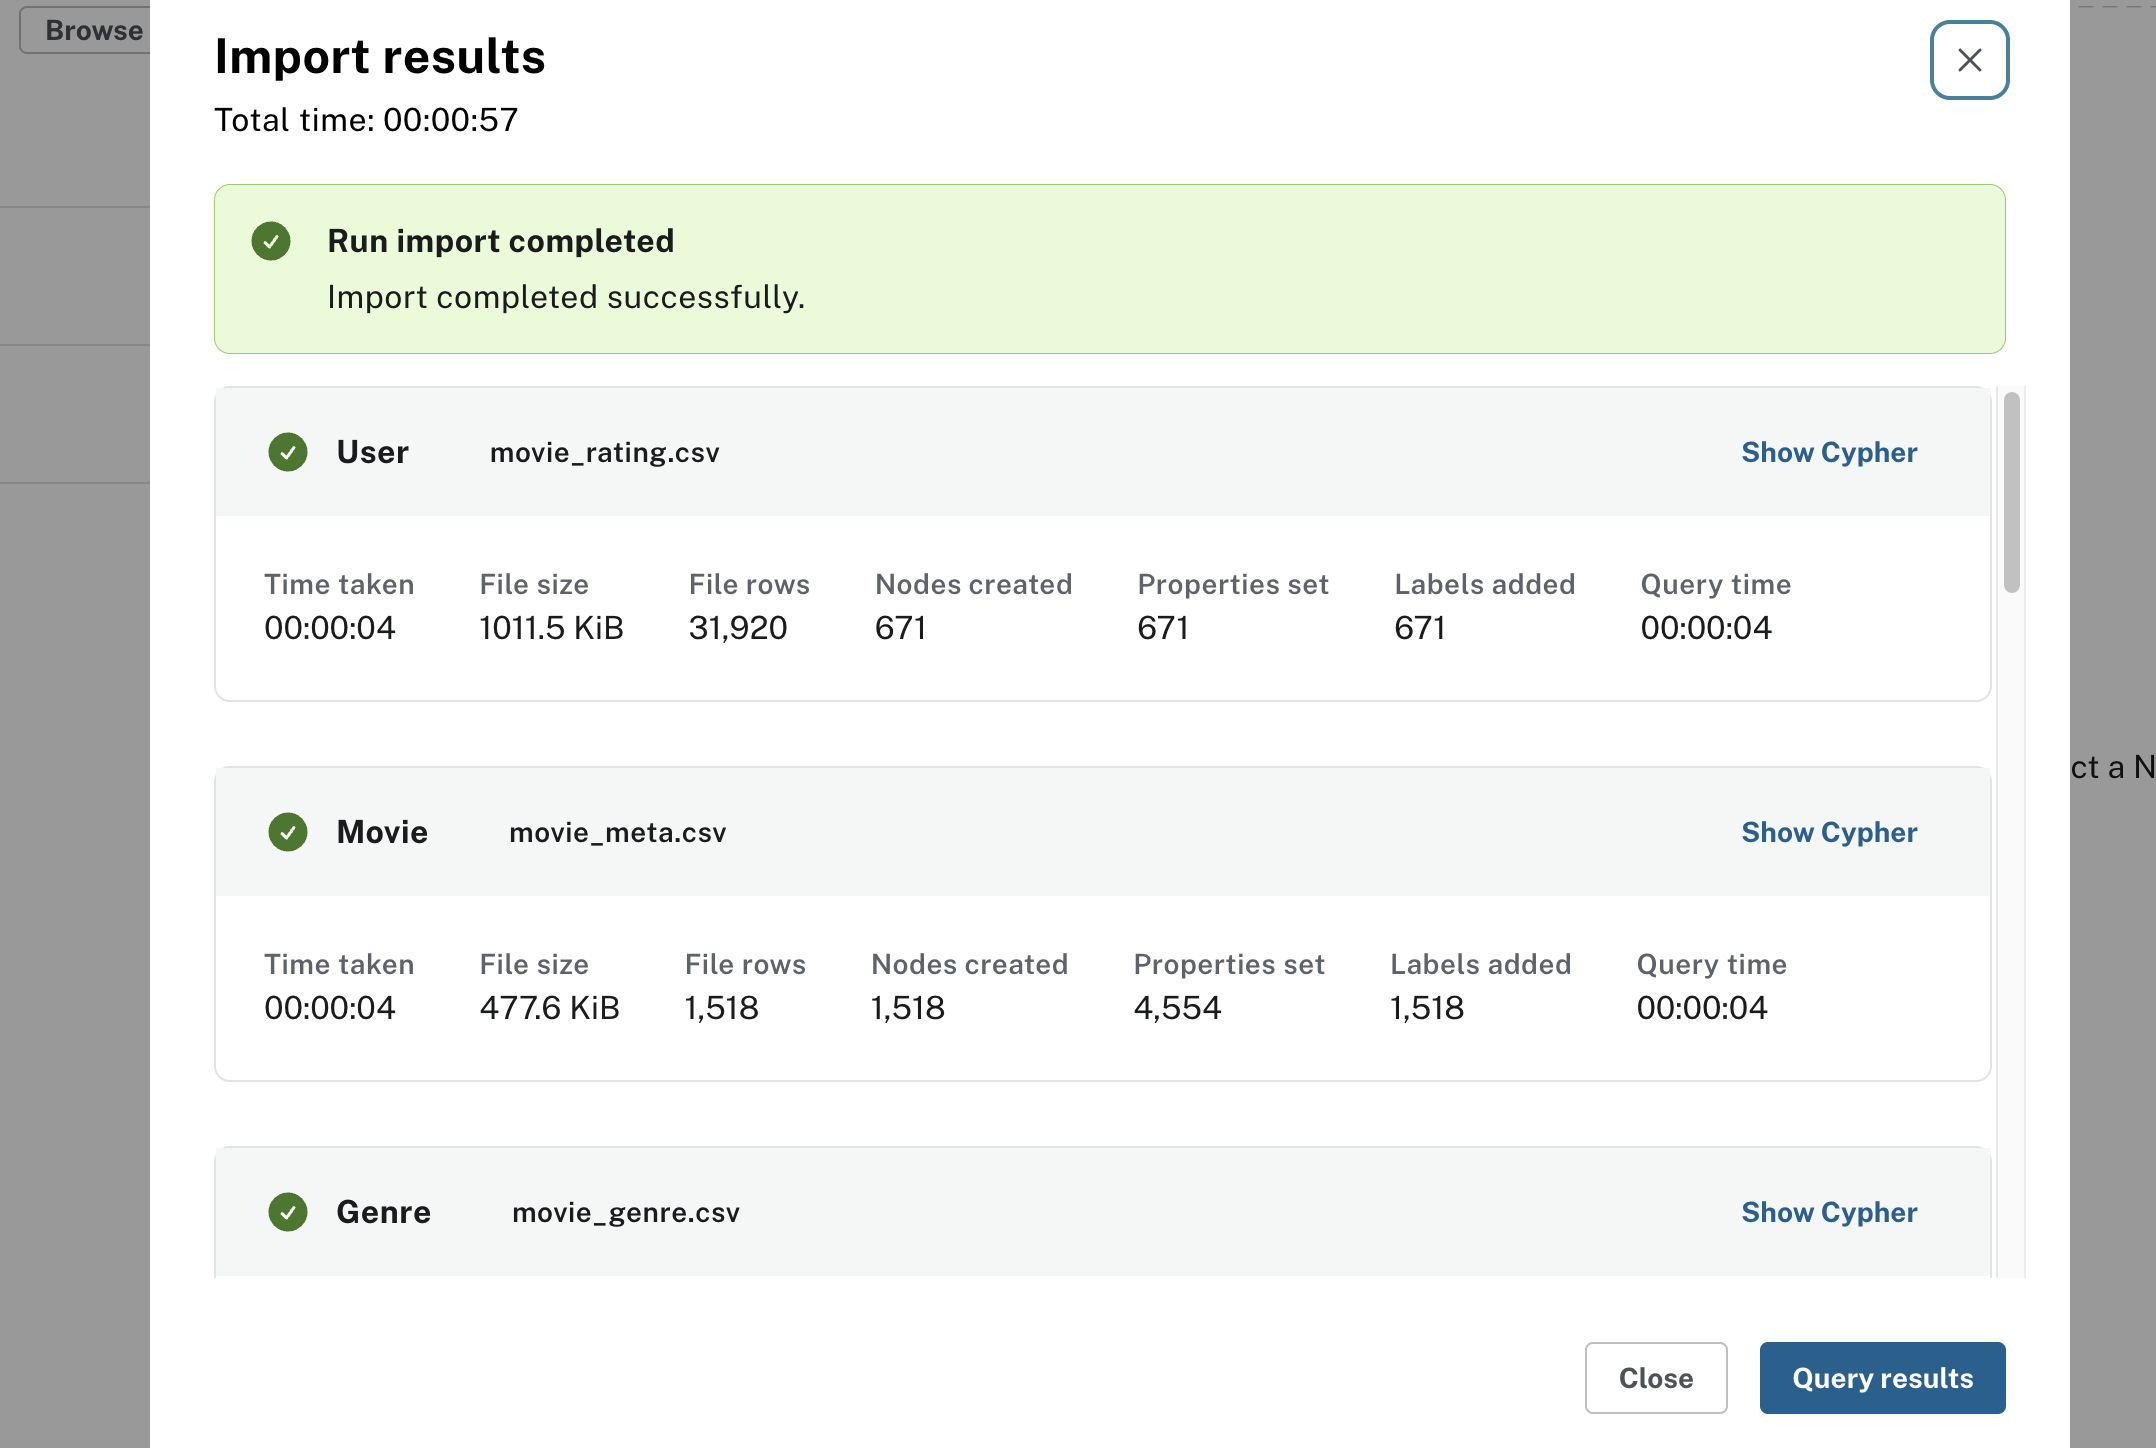 Browse
Import results
Total time: 00:00:57
Run import completed
Import completed successfully.
User movie_rating.csv Show Cypher
Time taken File size File rows Nodes created Properties set Labels added Query time
00:00:04 1011.5 KiB 31,920 671 671 671 00:00:04
ct a N
Movie movie_meta.csv Show Cypher
Time taken File size File rows Nodes created Properties set Labels added Query time
00:00:04 477.6 KiB 1,518 1,518 4,554 1,518 00:00:04
Genre movie_genre.csv Show Cypher
Close Query results